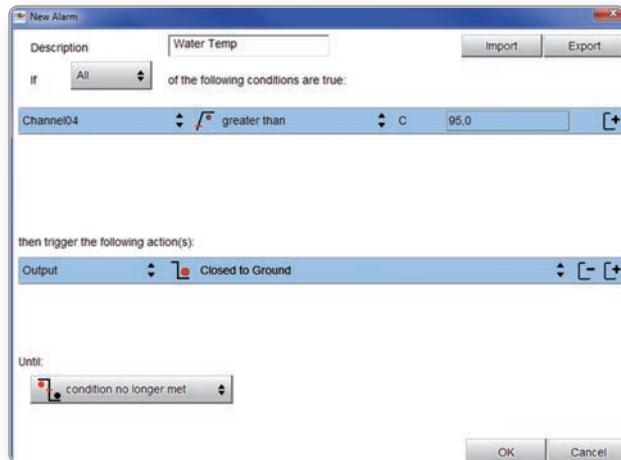 New Alarm
Description Water Temp Import Export
If All of the following conditions are true:
Channel04 greater than C 95.0
then trigger the following action(s):
Output Closed to Ground
Until:
condition no longer met
OK Cancel